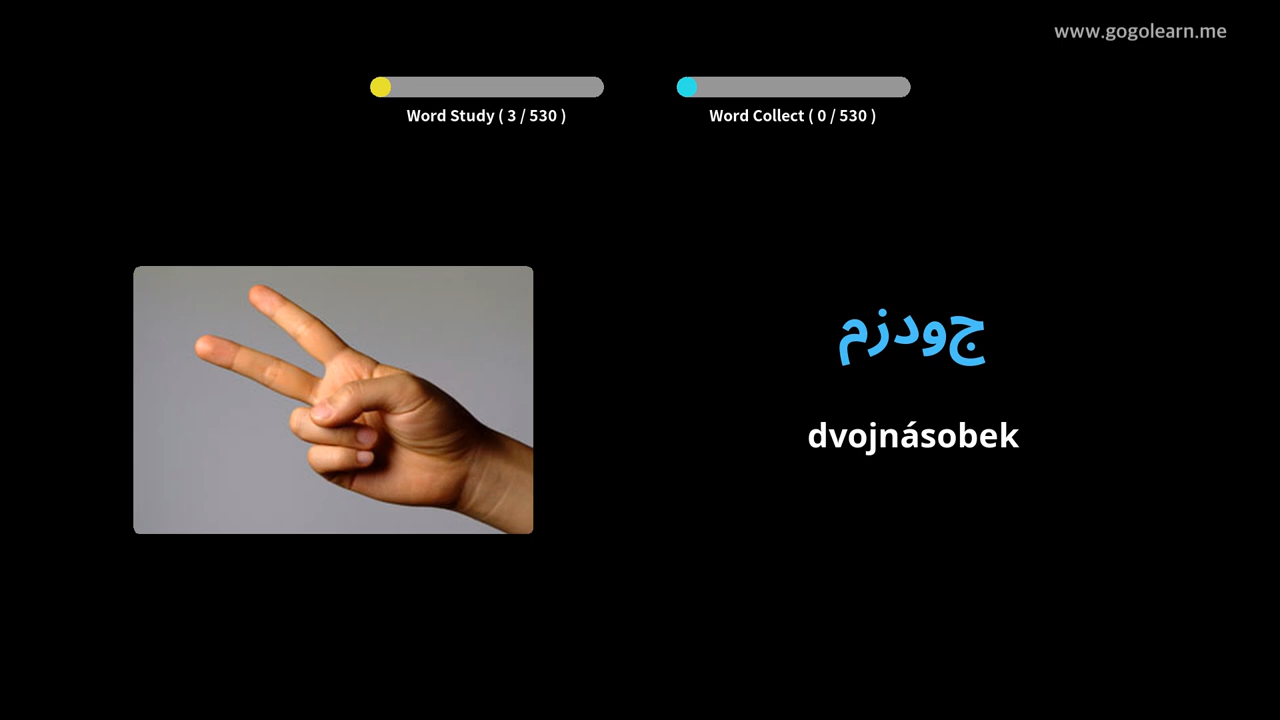 www.gogolearn.me
Word Study ( 3 / 530 )
Word Collect ( 0 / 530 )
جودزم
dvojnásobek